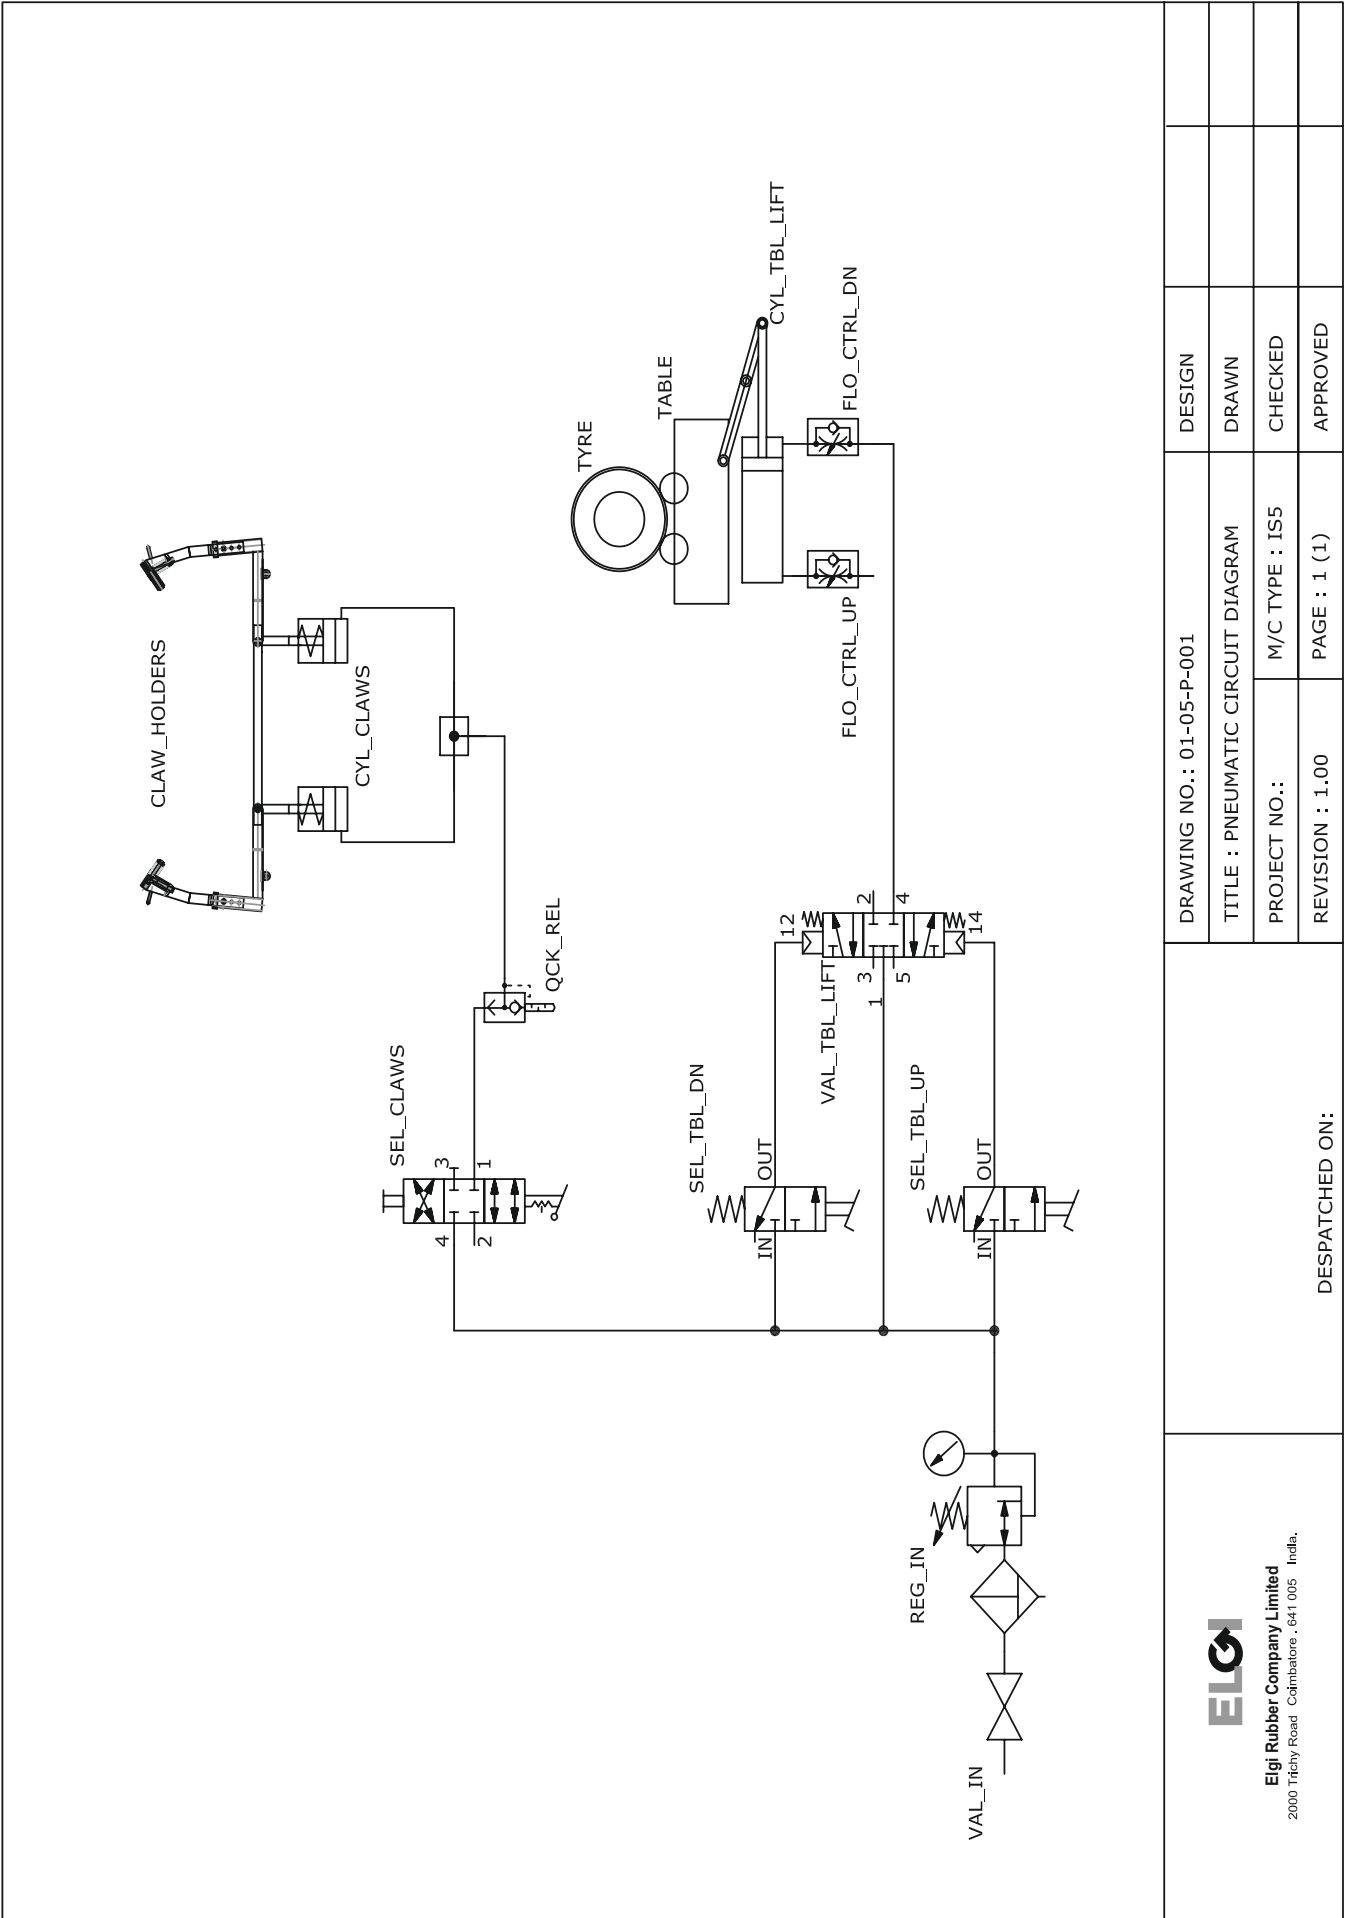 CLAW_HOLDERS
CYL_CLAWS
TYRE
TABLE
CYL_TBL_LIFT
FLO_CTRL_UP
FLO_CTRL_DN
SEL_CLAWS
4
3
2
1
QCK_REL
SEL_TBL_DN
IN
OUT
VAL_TBL_LIFT
12
3
2
1
5
4
14
SEL_TBL_UP
IN
OUT
REG_IN
VAL_IN
ELGI
Elgi Rubber Company Limited
2000 Trichy Road Coimbatore . 641 005 India.
DESPATCHED ON:
DRAWING NO.: 01-05-P-001
DESIGN
TITLE : PNEUMATIC CIRCUIT DIAGRAM
DRAWN
PROJECT NO.:
M/C TYPE : IS5
CHECKED
REVISION : 1.00
PAGE : 1 (1)
APPROVED